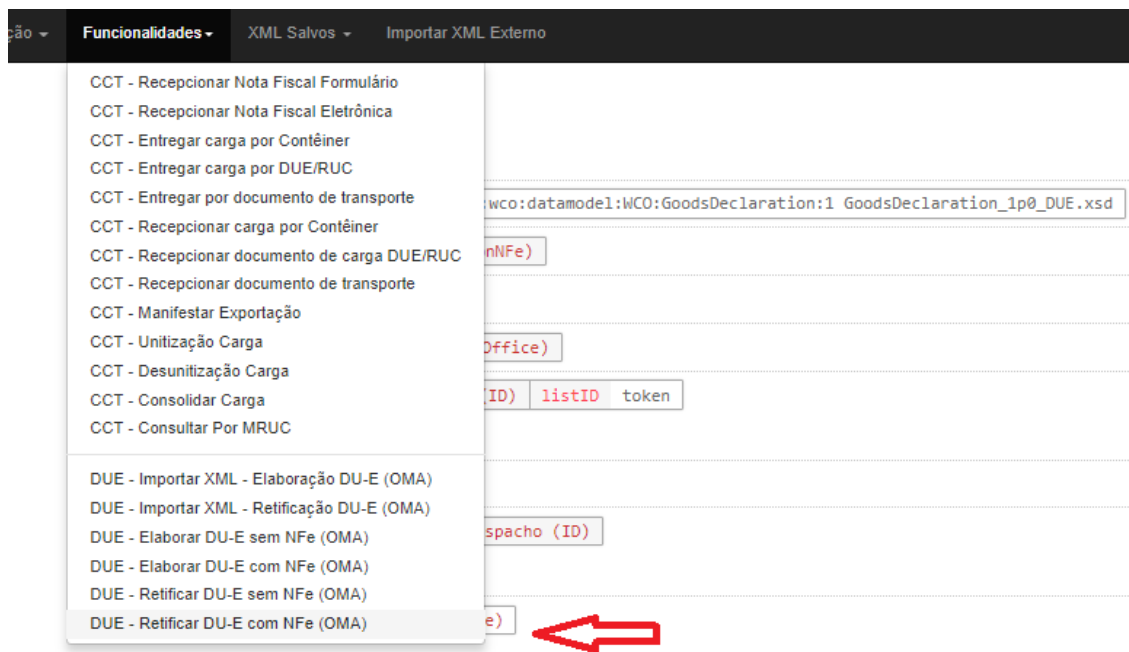 ção Funcionalidades XML Salvos Importar XML Externo
CCT - Recepcionar Nota Fiscal Formulário
CCT - Recepcionar Nota Fiscal Eletrônica
CCT - Entregar carga por Contêiner
CCT - Entregar carga por DUE/RUC
CCT - Entregar por documento de transporte
:wco:datamodel:WCO:GoodsDeclaration:1 GoodsDeclaration_1p0_DUE.xsd
CCT - Recepcionar carga por Contêiner
CCT - Recepcionar documento de carga DUE/RUC
onNFe)
CCT - Recepcionar documento de transporte
CCT - Manifestar Exportação
CCT - Unitização Carga
Office)
CCT - Desunitização Carga
CCT - Consolidar Carga
(ID) listID token
CCT - Consultar Por MRUC
DUE - Importar XML - Elaboração DU-E (OMA)
DUE - Importar XML - Retificação DU-E (OMA)
DUE - Elaborar DU-E sem NFe (OMA)
spacho (ID)
DUE - Elaborar DU-E com NFe (OMA)
DUE - Retificar DU-E sem NFe (OMA)
DUE - Retificar DU-E com NFe (OMA)
e)